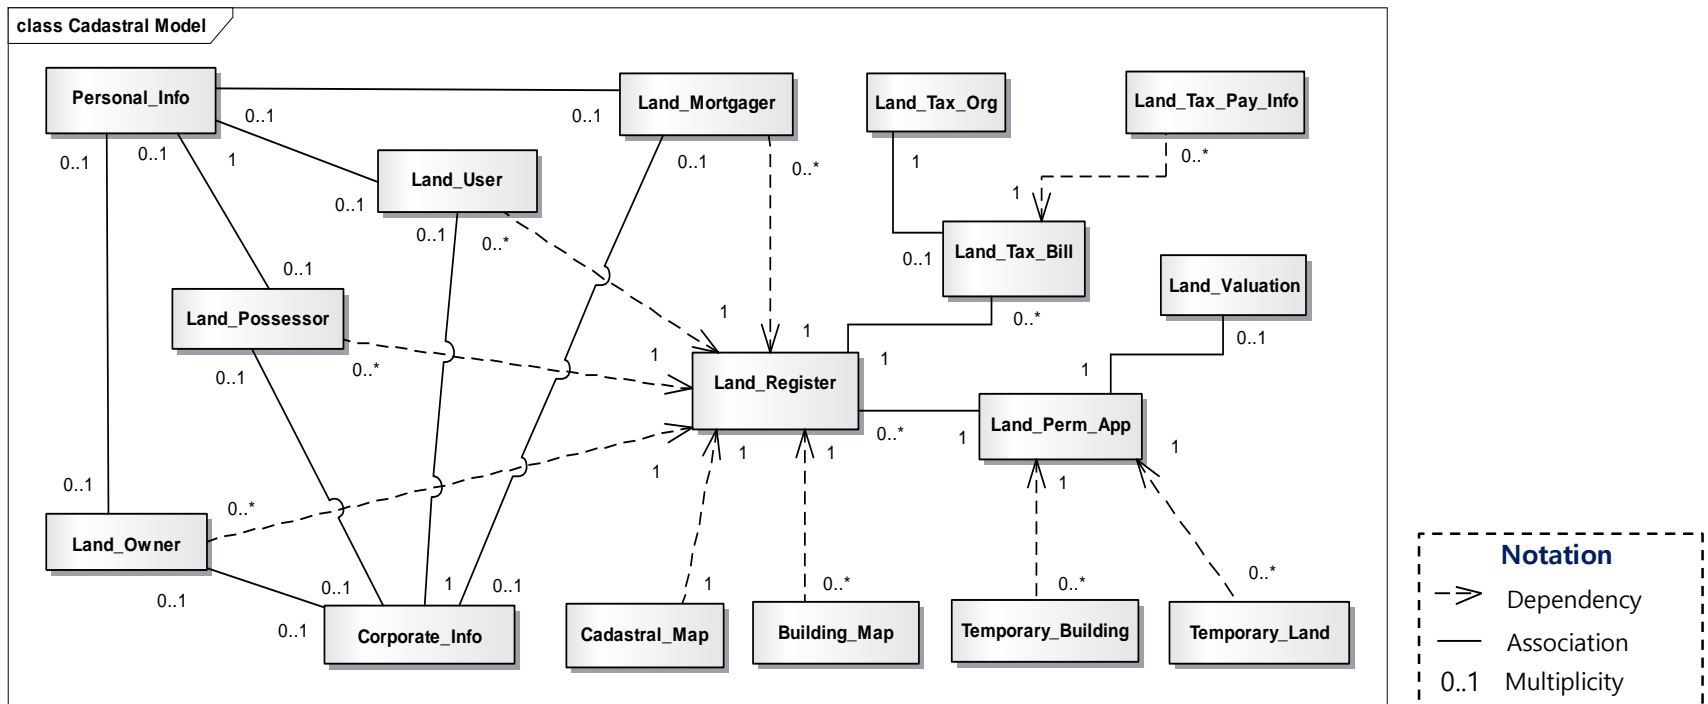 class Cadastral Model
Personal_Info
Land_Mortgager
Land_Tax_Org
Land_Tax_Pay_Info
0..1
0..1
0..1
0..1
1
0..1
0..*
1
0..*
Land_User
0..1
1
0..1
0..*
Land_Tax_Bill
0..1
0..1
Land_Valuation
Land_Possessor
1
1
0..*
0..1
0..1
0..*
1
1
1
Land_Register
Land_Perm_App
0..*
1
1
1
1
1
1
0..1
0..*
Land_Owner
0..1
0..1
1
0..1
1
0..*
0..*
0..*
0..1
Corporate_Info
Cadastral_Map
Building_Map
Temporary_Building
Temporary_Land
Notation
Dependency
Association
0..1 Multiplicity